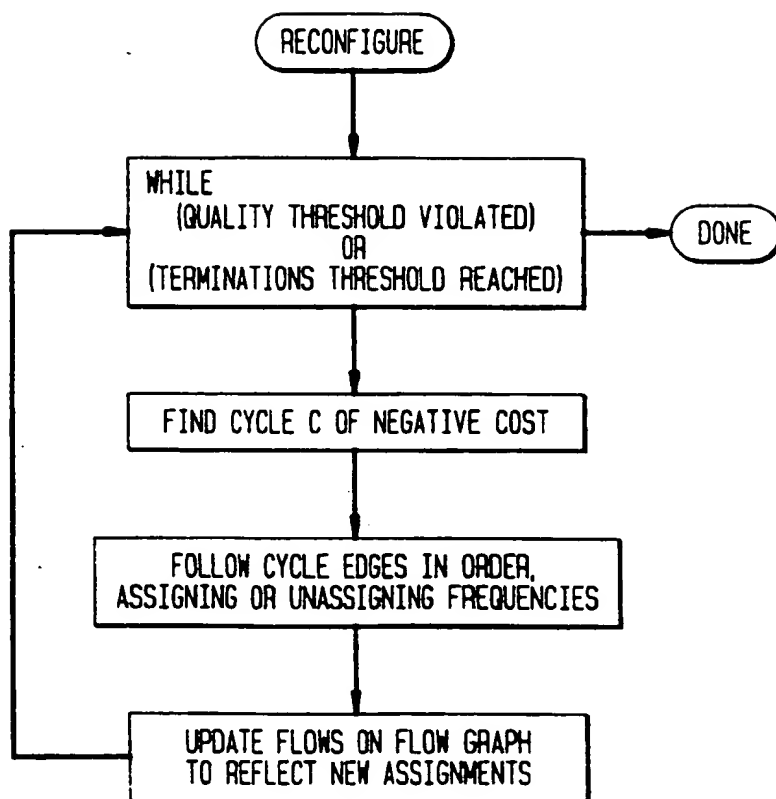 RECONFIGURE
WHILE
(QUALITY THRESHOLD VIOLATED)
OR
(TERMINATIONS THRESHOLD REACHED)
DONE
FIND CYCLE C OF NEGATIVE COST
FOLLOW CYCLE EDGES IN ORDER,
ASSIGNING OR UNASSIGNING FREQUENCIES
UPDATE FLOWS ON FLOW GRAPH
TO REFLECT NEW ASSIGNMENTS